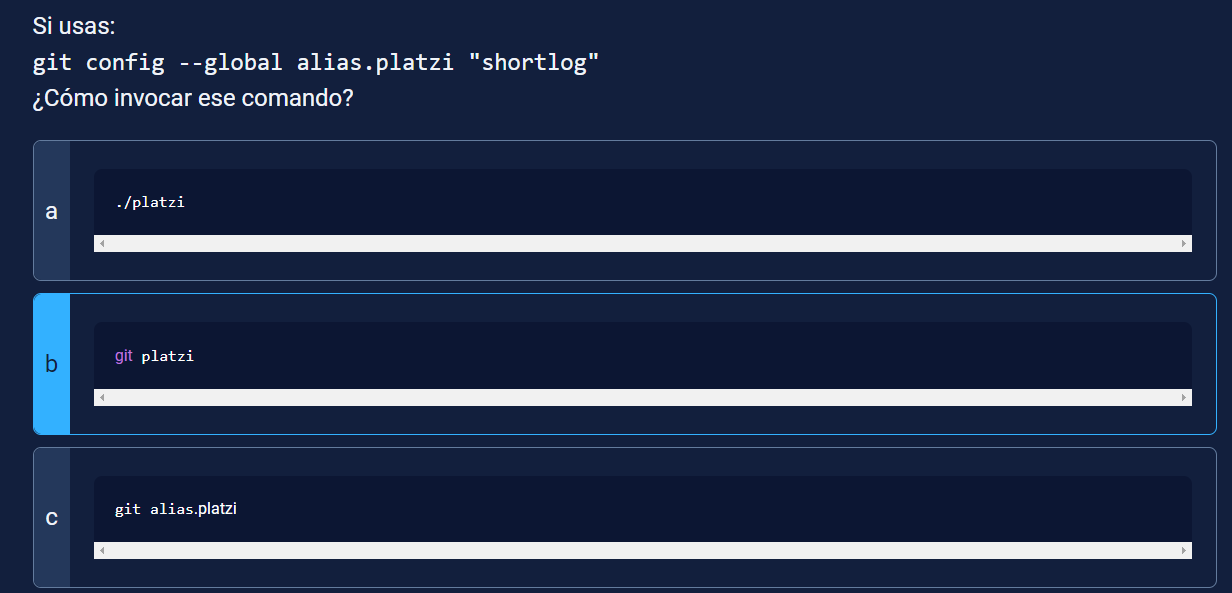 Si usas:
git config --global alias.platzi "shortlog"
¿Cómo invocar ese comando?
a
./platzi
b
git platzi
c
git alias.platzi